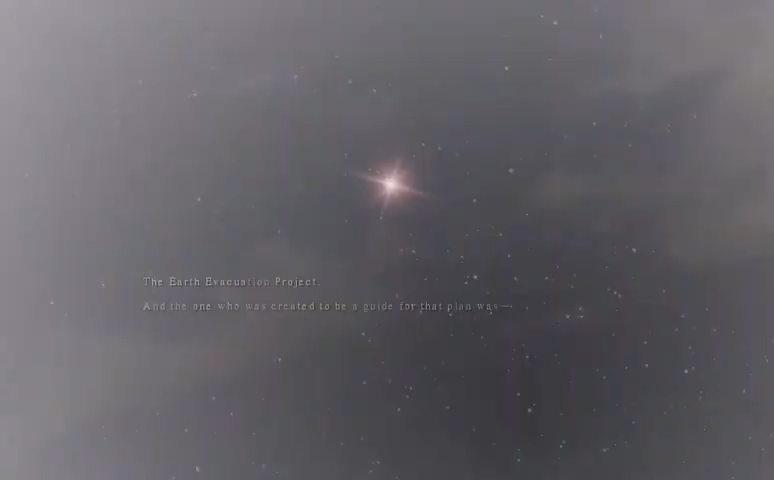 The Earth Evacuation Project.
And the one who was created to be a guide for that plan was —